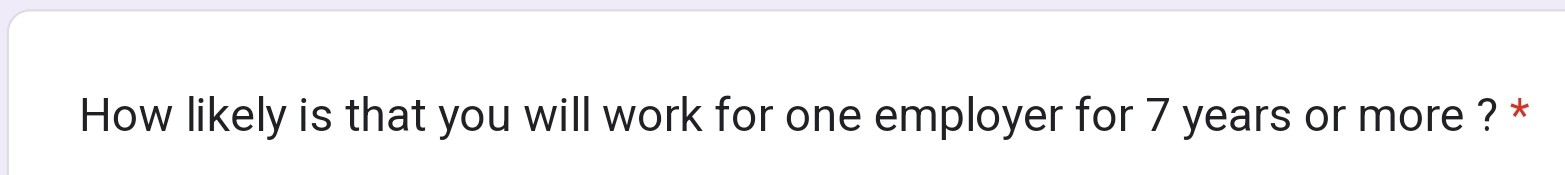 How likely is that you will work for one employer for 7 years or more ? *